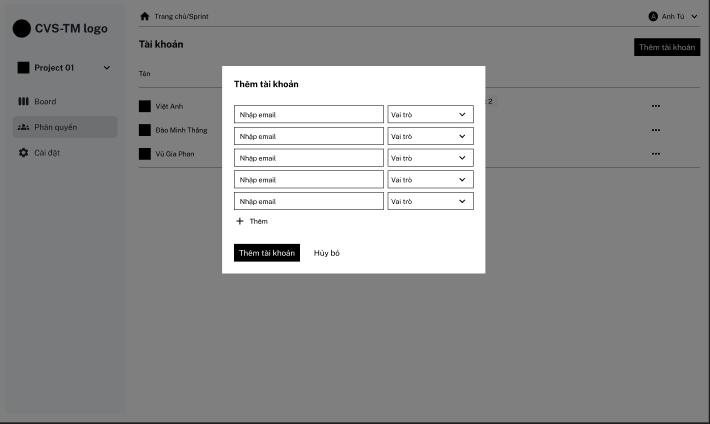 CVS-TM logo
Trang chủ/Sprint
A Anh Tú
Tài khoản
Thêm tài khoản
Project 01
Board
Phân quyền
Cài đặt
Tên
Việt Anh
2
Đào Minh Thắng
Vũ Gia Phan
Thêm tài khoản
Nhập email Vai trò
Nhập email Vai trò
Nhập email Vai trò
Nhập email Vai trò
Nhập email Vai trò
Thêm
Thêm tài khoản Hủy bỏ